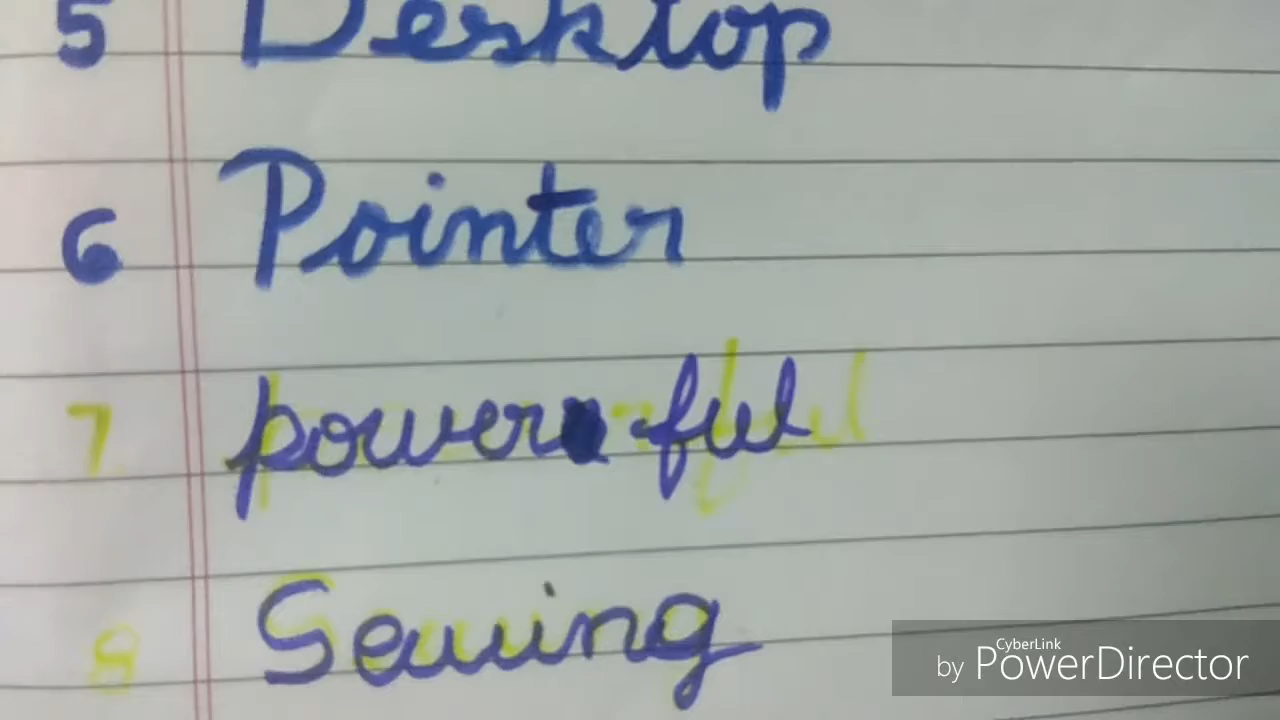 5 Desktop
6 Pointer
7 powerful
8 Sewing
CyberLink
by PowerDirector